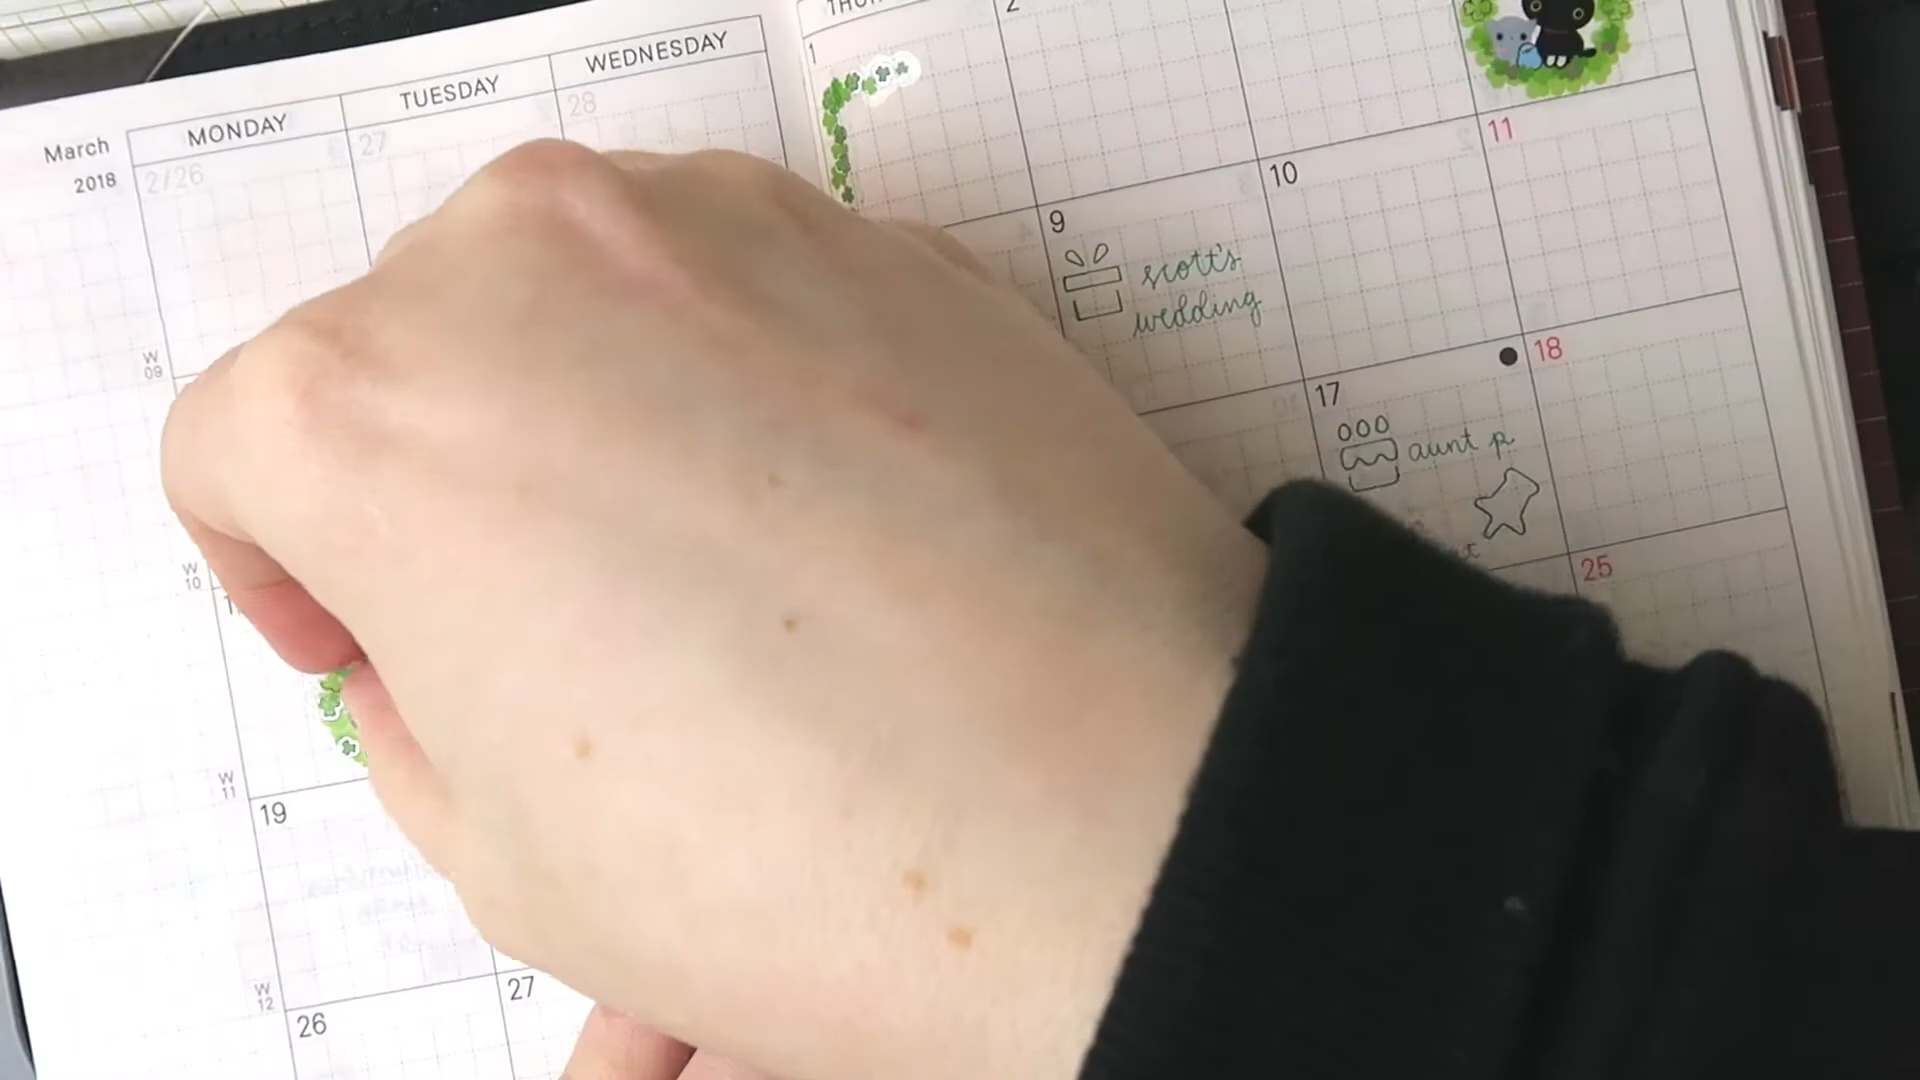 March
2018
MONDAY
TUESDAY
WEDNESDAY
2/26
27
28
1
2
9
scott's
wedding
10
11
W
09
17
aunt p
18
W
10
25
W
11
19
W
12
26
27